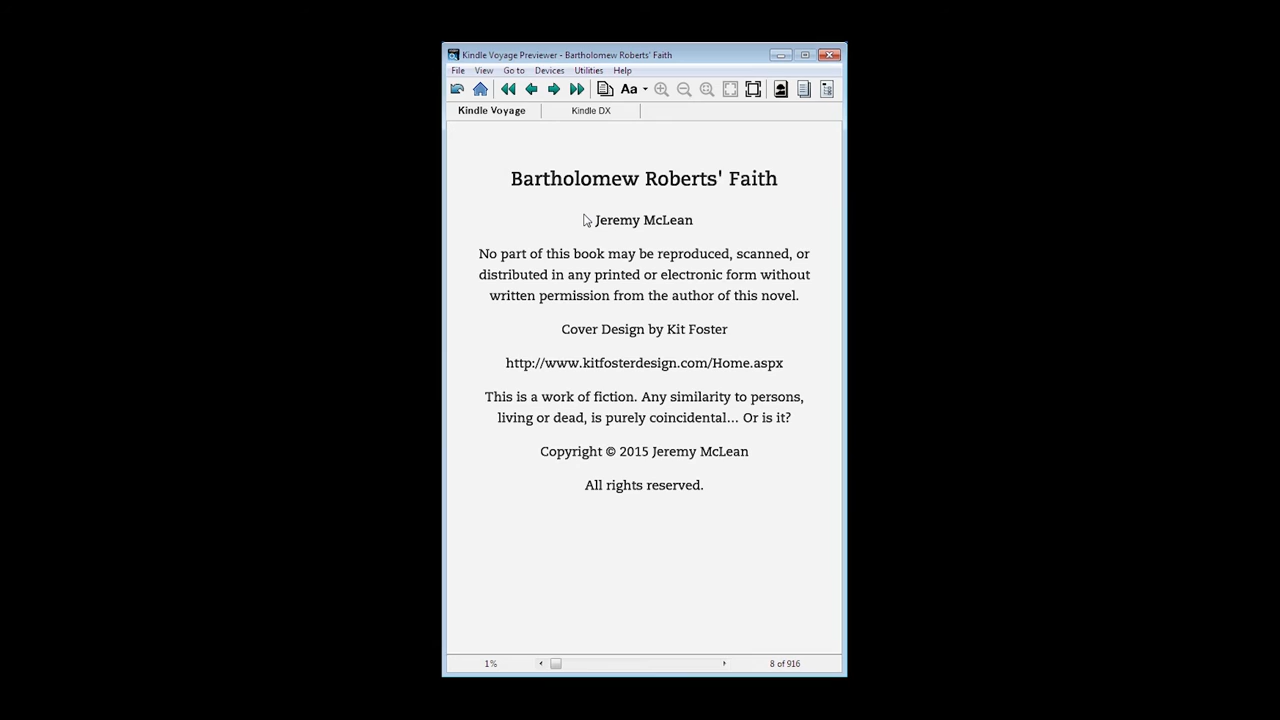 Kindle Voyage Previewer - Bartholomew Roberts' Faith
File View Go to Devices Utilities Help
Aa
Kindle Voyage Kindle DX
Bartholomew Roberts' Faith
Jeremy McLean
No part of this book may be reproduced, scanned, or
distributed in any printed or electronic form without
written permission from the author of this novel.
Cover Design by Kit Foster
http://www.kitfosterdesign.com/Home.aspx
This is a work of fiction. Any similarity to persons,
living or dead, is purely coincidental... Or is it?
Copyright © 2015 Jeremy McLean
All rights reserved.
1% 8 of 916